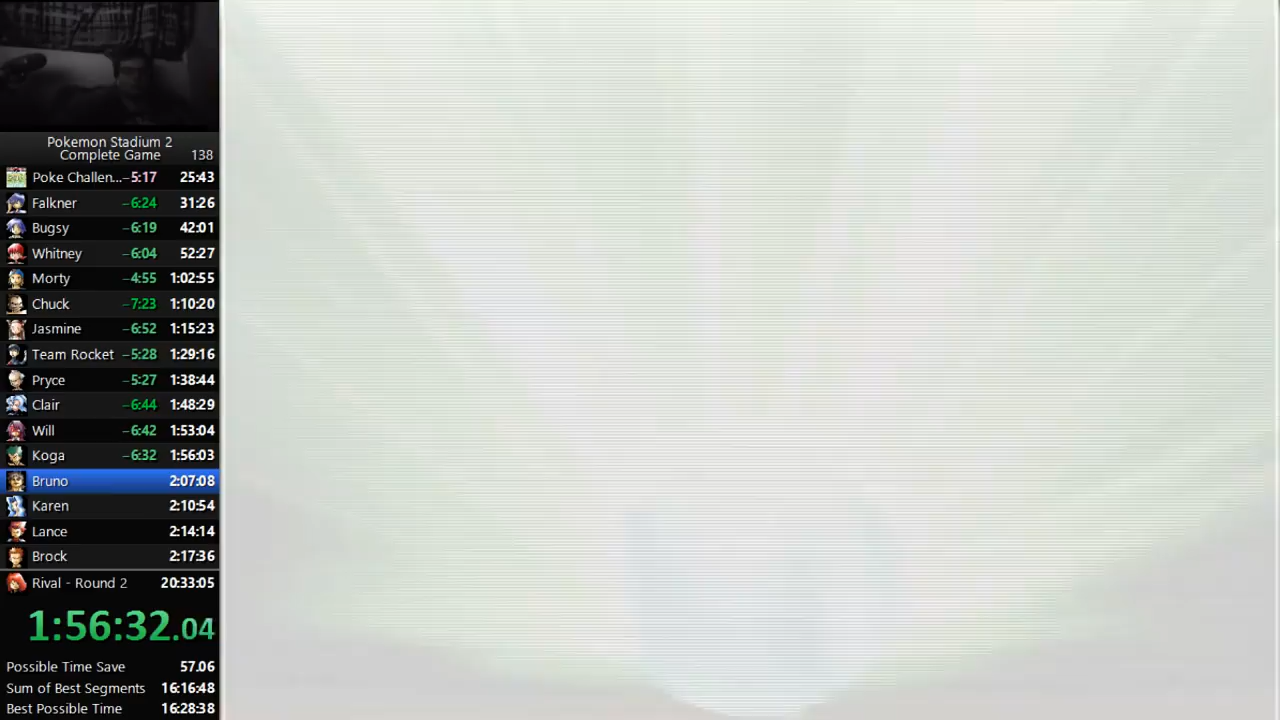 Pokemon Stadium 2
Complete Game 138
Poke Challen... −5:17 25:43
Falkner −6:24 31:26
Bugsy −6:19 42:01
Whitney −6:04 52:27
Morty −4:55 1:02:55
Chuck −7:23 1:10:20
Jasmine −6:52 1:15:23
Team Rocket −5:28 1:29:16
Pryce −5:27 1:38:44
Clair −6:44 1:48:29
Will −6:42 1:53:04
Koga −6:32 1:56:03
Bruno 2:07:08
Karen 2:10:54
Lance 2:14:14
Brock 2:17:36
Rival - Round 2 20:33:05
1:56:32.04
Possible Time Save 57.06
Sum of Best Segments 16:16:48
Best Possible Time 16:28:38